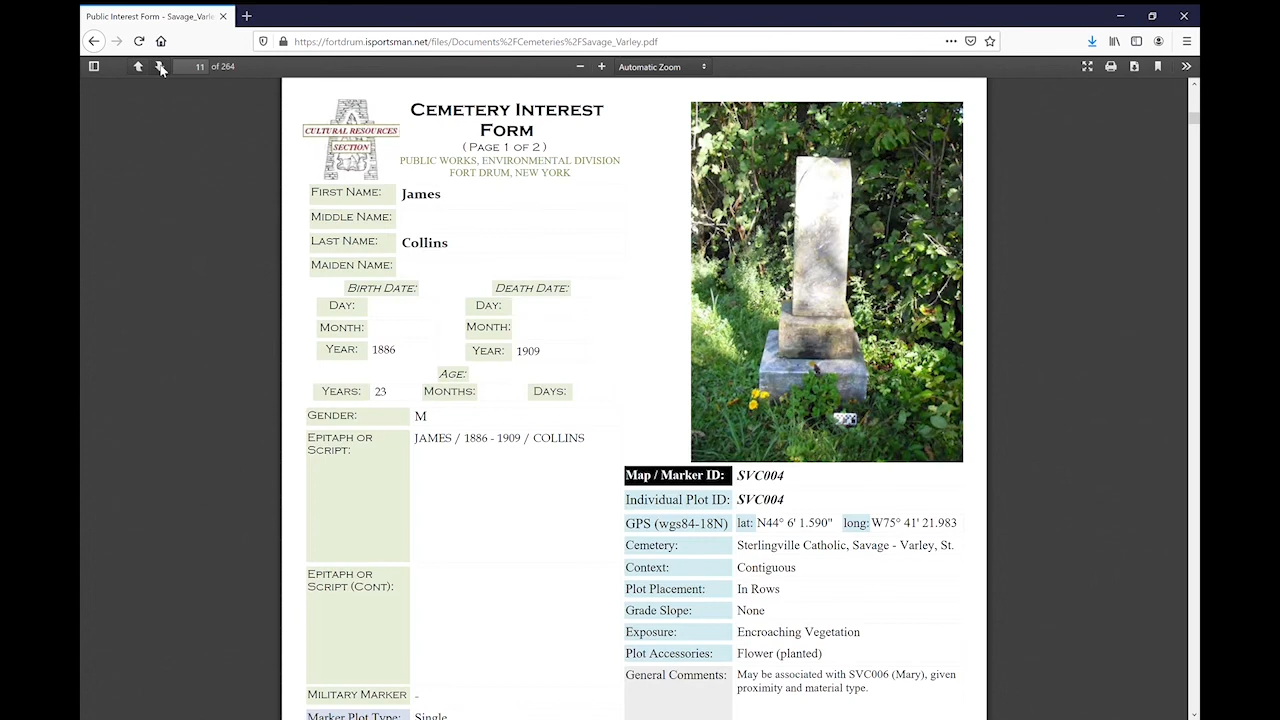 Public Interest Form - Savage_Varle
https://fortdrum.isportsman.net/files/Documents%2FCemeteries%2FSavage_Varley.pdf
11 of 264
Automatic Zoom
CULTURAL RESOURCES
SECTION
CEMETERY INTEREST
FORM
(PAGE 1 OF 2)
PUBLIC WORKS, ENVIRONMENTAL DIVISION
FORT DRUM, NEW YORK
FIRST NAME: James
MIDDLE NAME:
LAST NAME: Collins
MAIDEN NAME:
BIRTH DATE: DEATH DATE:
DAY: DAY:
MONTH: MONTH:
YEAR: 1886 YEAR: 1909
AGE:
YEARS: 23 MONTHS: DAYS:
GENDER: M
EPITAPH OR
SCRIPT:
JAMES / 1886 - 1909 / COLLINS
EPITAPH OR
SCRIPT (CONT):
MILITARY MARKER -
Marker Plot Type: Single
Map / Marker ID: SVC004
Individual Plot ID: SVC004
GPS (wgs84-18N) lat: N44° 6' 1.590" long: W75° 41' 21.983
Cemetery: Sterlingville Catholic, Savage - Varley, St.
Context: Contiguous
Plot Placement: In Rows
Grade Slope: None
Exposure: Encroaching Vegetation
Plot Accessories: Flower (planted)
General Comments: May be associated with SVC006 (Mary), given
proximity and material type.